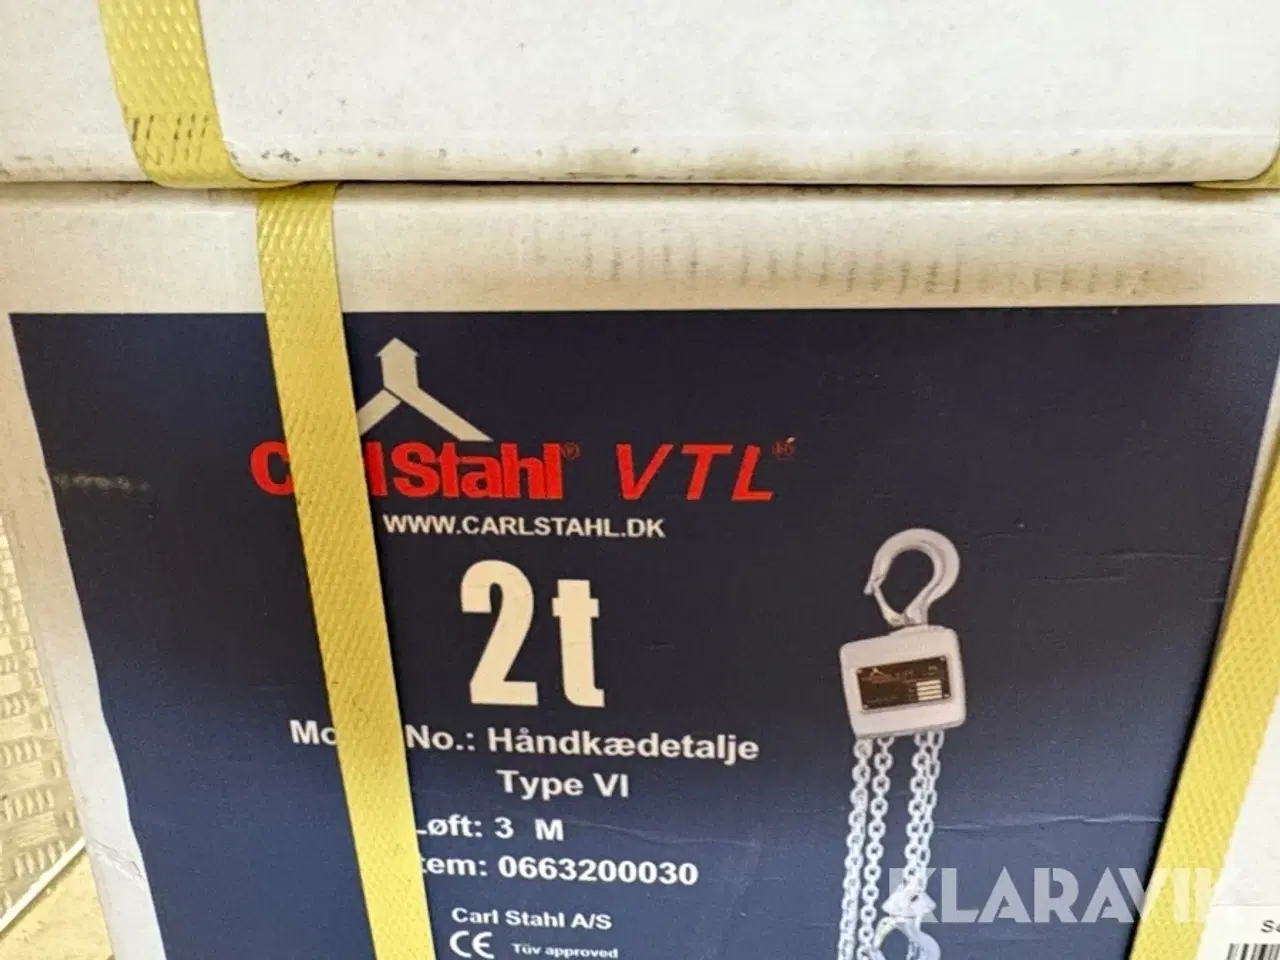 CarlStahl® VTL
WWW.CARLSTAHL.DK
2t
No.: Håndkædetalje
Type VI
Løft: 3 M
Item: 0663200030
Carl Stahl A/S
CE Tüv approved
KLARAVIK